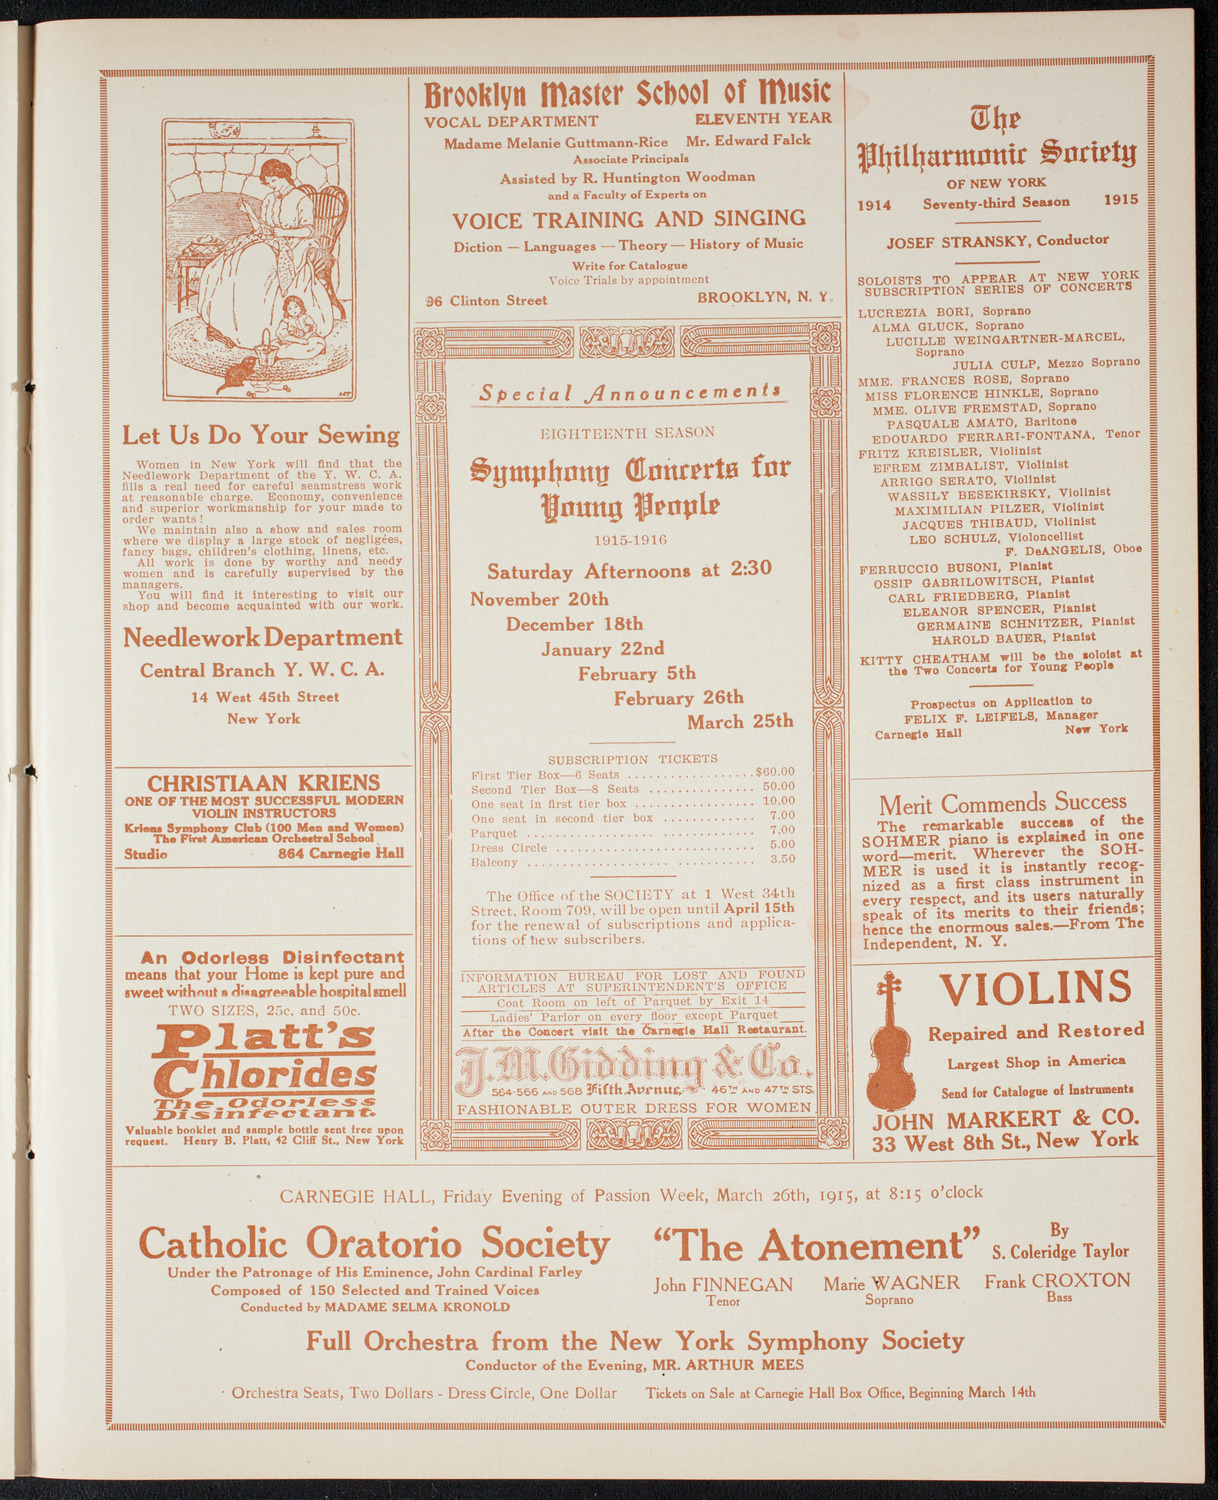 MT
Let Us Do Your Sewing
Women in New York will find that the
Needlework Department of the Y. W. C. A.
fills a real need for careful seamstress work
at reasonable charge. Economy, convenience
and superior workmanship for your made to
order wants!
We maintain also a show and sales room
where we display a large stock of negligées,
fancy bags, children's clothing, linens, etc.
All work is done by worthy and needy
women and is carefully supervised by the
managers.
You will find it interesting to visit our
shop and become acquainted with our work.
Needlework Department
Central Branch Y. W. C. A.
14 West 45th Street
New York
CHRISTIAAN KRIENS
ONE OF THE MOST SUCCESSFUL MODERN
VIOLIN INSTRUCTORS
Kriens Symphony Club (100 Men and Women)
The First American Orchestral School
Studio 864 Carnegie Hall
An Odorless Disinfectant
means that your Home is kept pure and
sweet without a disagreeable hospital smell
TWO SIZES, 25c. and 50c.
Platt's
Chlorides
The Odorless
Disinfectant.
Valuable booklet and sample bottle sent free upon
request. Henry B. Platt, 42 Cliff St., New York
Brooklyn Master School of Music
VOCAL DEPARTMENT ELEVENTH YEAR
Madame Melanie Guttmann-Rice Mr. Edward Falck
Associate Principals
Assisted by R. Huntington Woodman
and a Faculty of Experts on
VOICE TRAINING AND SINGING
Diction — Languages — Theory — History of Music
Write for Catalogue
Voice Trials by appointment
96 Clinton Street BROOKLYN, N. Y.
Special Announcements
EIGHTEENTH SEASON
Symphony Concerts for
Young People
1915-1916
Saturday Afternoons at 2:30
November 20th
December 18th
January 22nd
February 5th
February 26th
March 25th
SUBSCRIPTION TICKETS
First Tier Box—6 Seats ..................$60.00
Second Tier Box—8 Seats ............... 50.00
One seat in first tier box ................. 10.00
One seat in second tier box ............. 7.00
Parquet .................................. 7.00
Dress Circle .............................. 5.00
Balcony ................................. 3.50
The Office of the SOCIETY at 1 West 34th
Street, Room 709, will be open until April 15th
for the renewal of subscriptions and applica-
tions of new subscribers.
INFORMATION BUREAU FOR LOST AND FOUND
ARTICLES AT SUPERINTENDENT'S OFFICE
Coat Room on left of Parquet by Exit 14
Ladies' Parlor on every floor except Parquet
After the Concert visit the Carnegie Hall Restaurant.
J. M. Gidding & Co.
564-566 AND 568 Fifth Avenue, 46TH AND 47TH STS.
FASHIONABLE OUTER DRESS FOR WOMEN
The
Philharmonic Society
OF NEW YORK
1914 Seventy-third Season 1915
JOSEF STRANSKY, Conductor
SOLOISTS TO APPEAR AT NEW YORK
SUBSCRIPTION SERIES OF CONCERTS
LUCREZIA BORI, Soprano
ALMA GLUCK, Soprano
LUCILLE WEINGARTNER-MARCEL,
Soprano
JULIA CULP, Mezzo Soprano
MME. FRANCES ROSE, Soprano
MISS FLORENCE HINKLE, Soprano
MME. OLIVE FREMSTAD, Soprano
PASQUALE AMATO, Baritone
EDOUARDO FERRARI-FONTANA, Tenor
FRITZ KREISLER, Violinist
EFREM ZIMBALIST, Violinist
ARRIGO SERATO, Violinist
WASSILY BESEKIRSKY, Violinist
MAXIMILIAN PILZER, Violinist
JACQUES THIBAUD, Violinist
LEO SCHULZ, Violoncellist
F. DeANGELIS, Oboe
FERRUCCIO BUSONI, Pianist
OSSIP GABRILOWITSCH, Pianist
CARL FRIEDBERG, Pianist
ELEANOR SPENCER, Pianist
GERMAINE SCHNITZER, Pianist
HAROLD BAUER, Pianist
KITTY CHEATHAM will be the soloist at
the Two Concerts for Young People
Prospectus on Application to
FELIX F. LEIFELS, Manager
Carnegie Hall New York
Merit Commends Success
The remarkable success of the
SOHMER piano is explained in one
word—merit. Wherever the SOH-
MER is used it is instantly recog-
nized as a first class instrument in
every respect, and its users naturally
speak of its merits to their friends;
hence the enormous sales.—From The
Independent, N. Y.
VIOLINS
Repaired and Restored
Largest Shop in America
Send for Catalogue of Instruments
JOHN MARKERT & CO.
33 West 8th St., New York
CARNEGIE HALL, Friday Evening of Passion Week, March 26th, 1915, at 8:15 o'clock
Catholic Oratorio Society
Under the Patronage of His Eminence, John Cardinal Farley
Composed of 150 Selected and Trained Voices
Conducted by MADAME SELMA KRONOLD
"The Atonement" By
S. Coleridge Taylor
John FINNEGAN Marie WAGNER Frank CROXTON
Tenor Soprano Bass
Full Orchestra from the New York Symphony Society
Conductor of the Evening, MR. ARTHUR MEES
Orchestra Seats, Two Dollars - Dress Circle, One Dollar Tickets on Sale at Carnegie Hall Box Office, Beginning March 14th